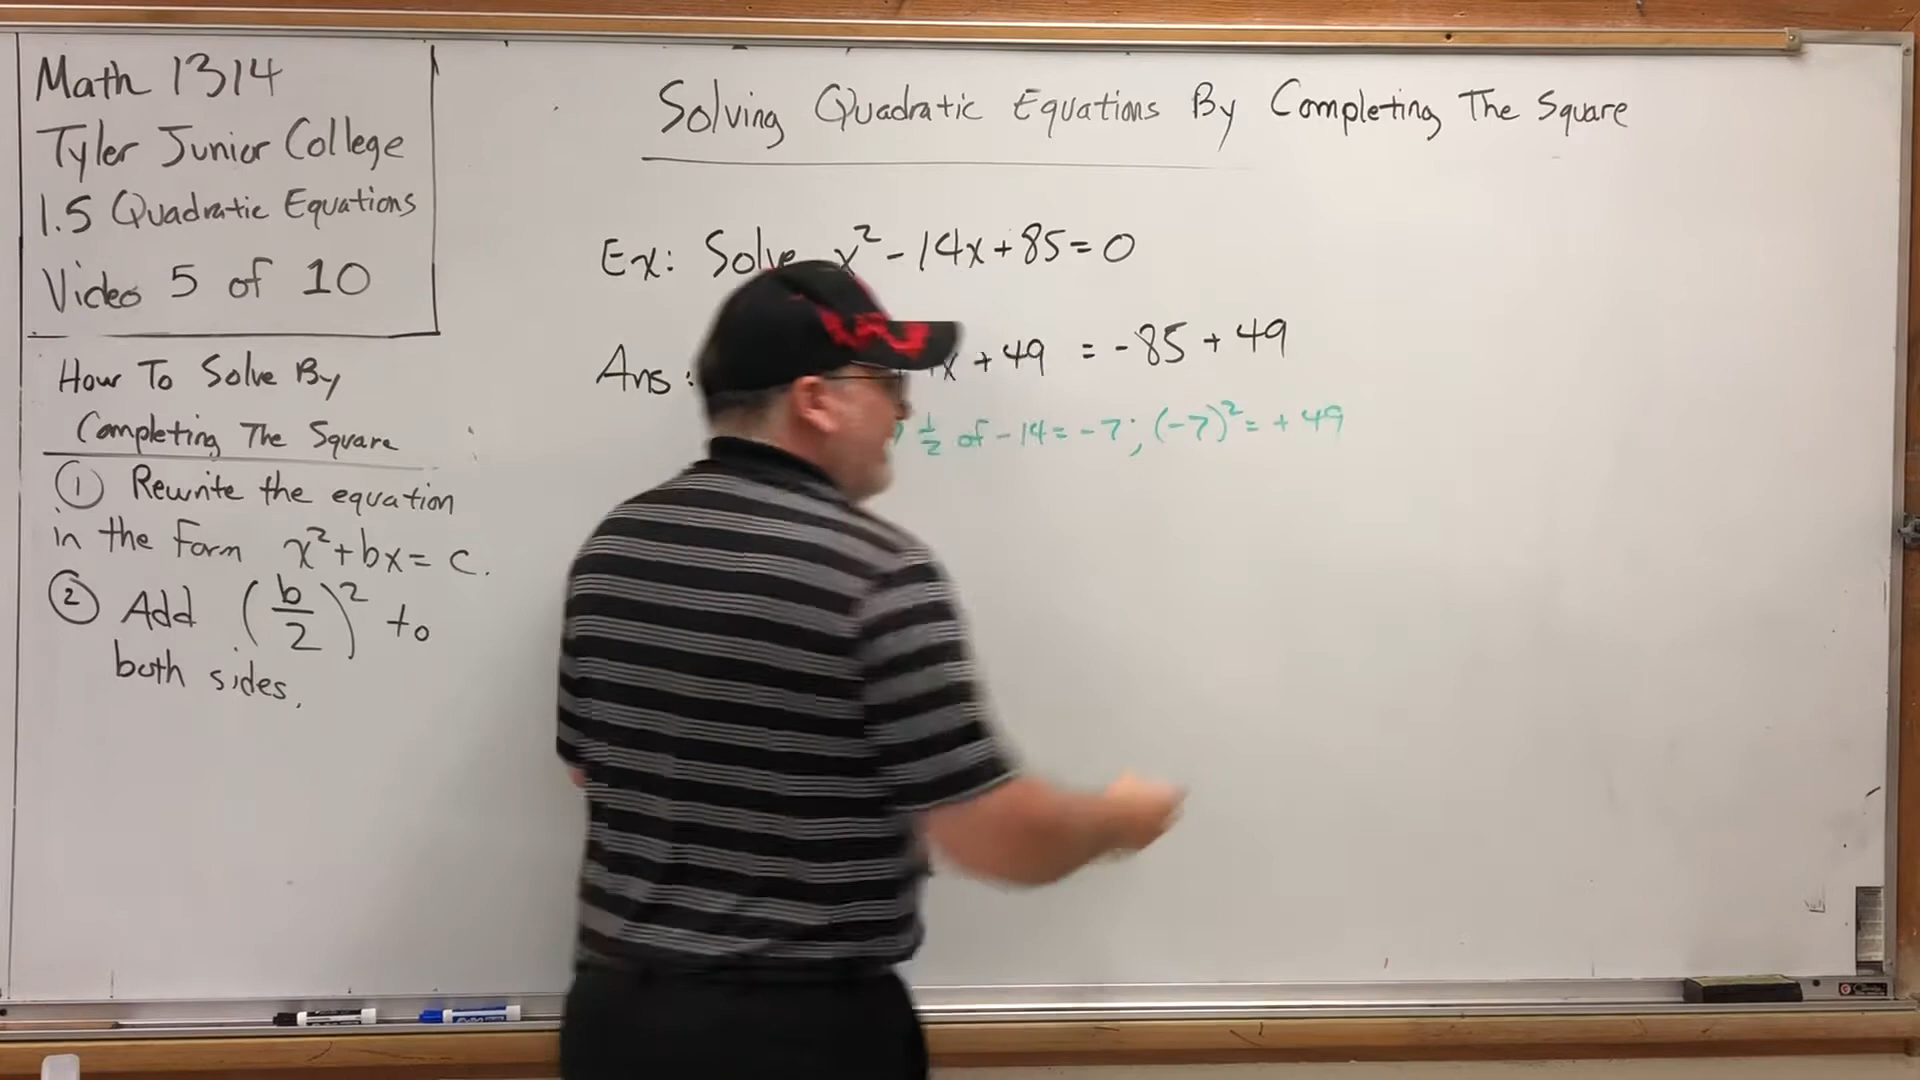 Math 1314
Tyler Junior College
1.5 Quadratic Equations
Video 5 of 10
How To Solve By
Completing The Square
① Rewrite the equation
in the form x²+bx= c.
② Add (b/2)² to
both sides.
Solving Quadratic Equations By Completing The Square
Ex: Solve x² - 14x + 85 = 0
Ans: x + 49 = -85 + 49
1/2 of -14 = -7; (-7)² = + 49